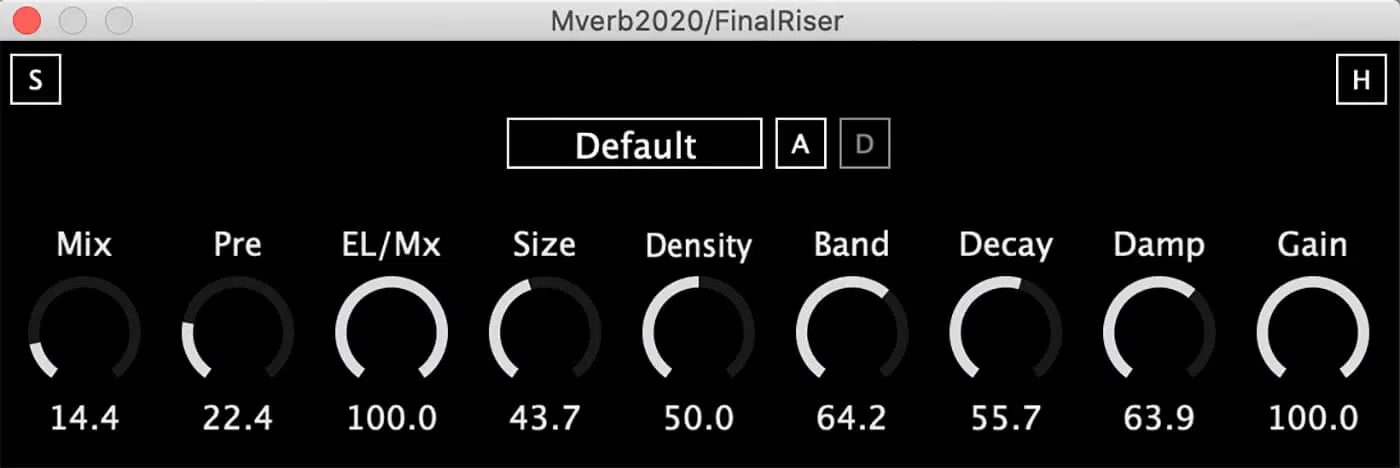 Mverb2020/FinalRiser
S H
Default A D
Mix Pre EL/Mx Size Density Band Decay Damp Gain
14.4 22.4 100.0 43.7 50.0 64.2 55.7 63.9 100.0